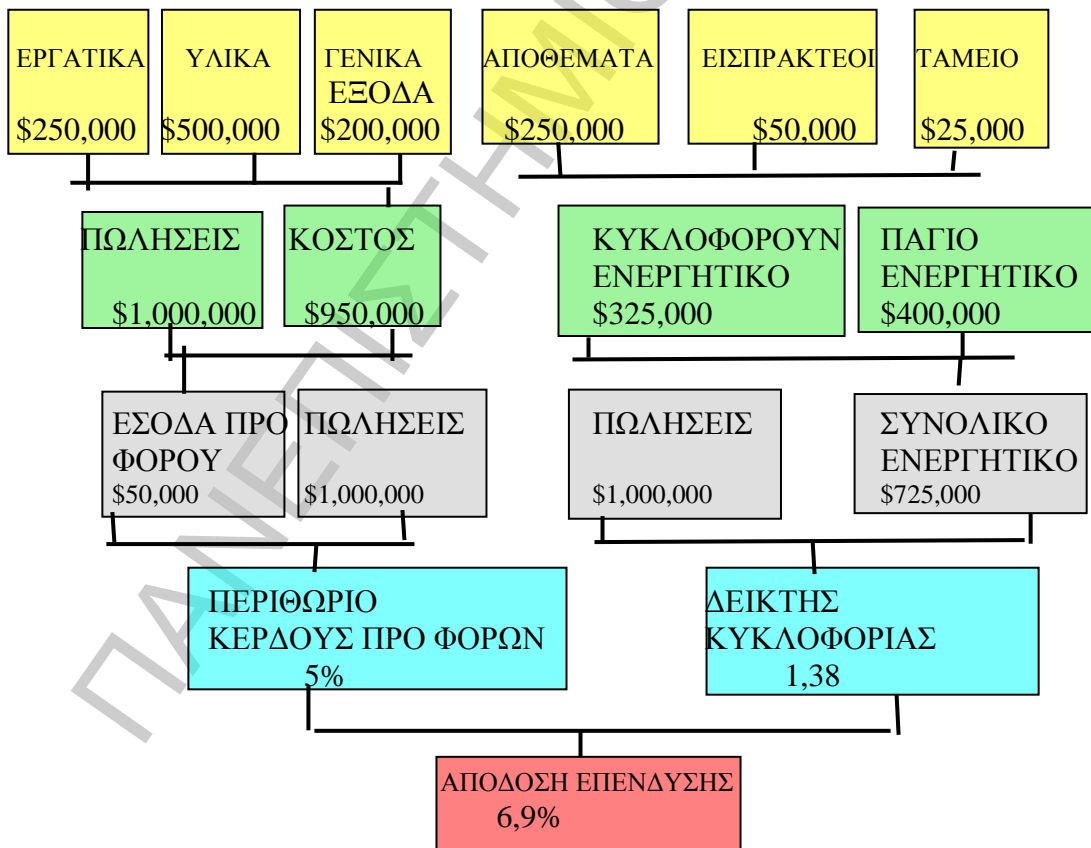 ΕΡΓΑΤΙΚΑ
$250,000
ΥΛΙΚΑ
$500,000
ΓΕΝΙΚΑ
ΕΞΟΔΑ
$200,000
ΑΠΟΘΕΜΑΤΑ
$250,000
ΕΙΣΠΡΑΚΤΕΟΙ
$50,000
ΤΑΜΕΙΟ
$25,000
ΠΩΛΗΣΕΙΣ
$1,000,000
ΚΟΣΤΟΣ
$950,000
ΚΥΚΛΟΦΟΡΟΥΝ
ΕΝΕΡΓΗΤΙΚΟ
$325,000
ΠΑΓΙΟ
ΕΝΕΡΓΗΤΙΚΟ
$400,000
ΕΣΟΔΑ ΠΡΟ
ΦΟΡΟΥ
$50,000
ΠΩΛΗΣΕΙΣ
$1,000,000
ΠΩΛΗΣΕΙΣ
$1,000,000
ΣΥΝΟΛΙΚΟ
ΕΝΕΡΓΗΤΙΚΟ
$725,000
ΠΕΡΙΘΩΡΙΟ
ΚΕΡΔΟΥΣ ΠΡΟ ΦΟΡΩΝ
5%
ΔΕΙΚΤΗΣ
ΚΥΚΛΟΦΟΡΙΑΣ
1,38
ΑΠΟΔΟΣΗ ΕΠΕΝΔΥΣΗΣ
6,9%
ΠΑΝΕΠΙΣΤΗΜΙΟ